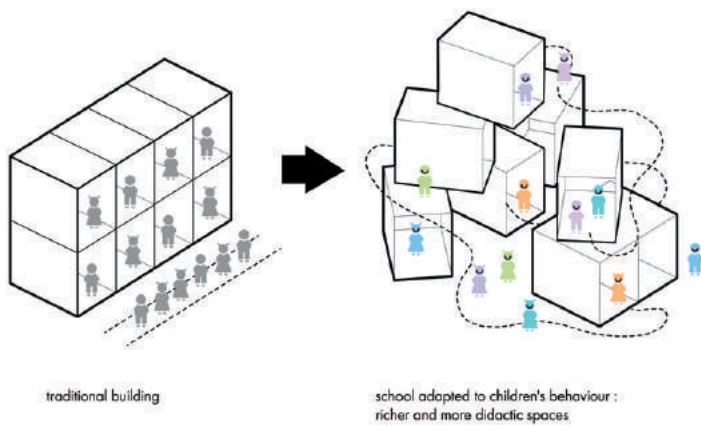 traditional building
school adapted to children's behaviour :
richer and more didactic spaces